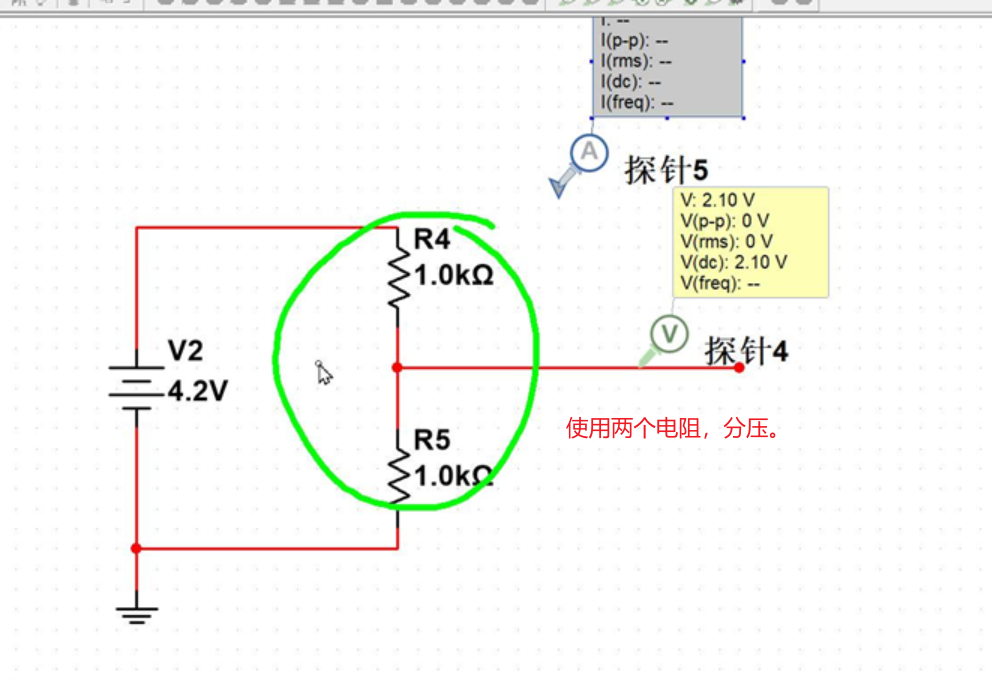 I(p-p): --
I(rms): --
I(dc): --
I(freq): --
A
探针5
V: 2.10 V
V(p-p): 0 V
V(rms): 0 V
V(dc): 2.10 V
V(freq): --
R4
1.0kΩ
V
探针4
V2
4.2V
使用两个电阻，分压。
R5
1.0kΩ